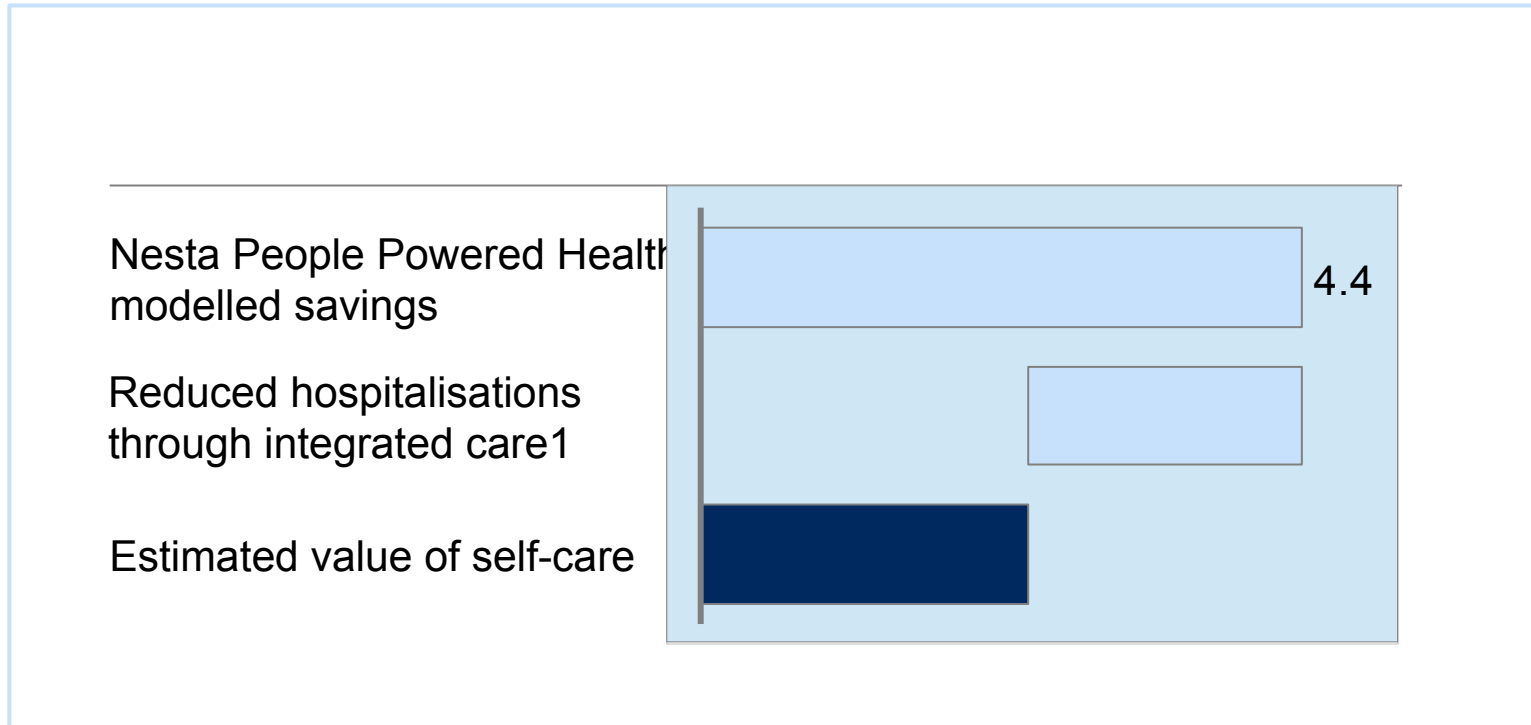 Nesta People Powered Health
modelled savings
4.4
Reduced hospitalisations
through integrated care1
Estimated value of self-care